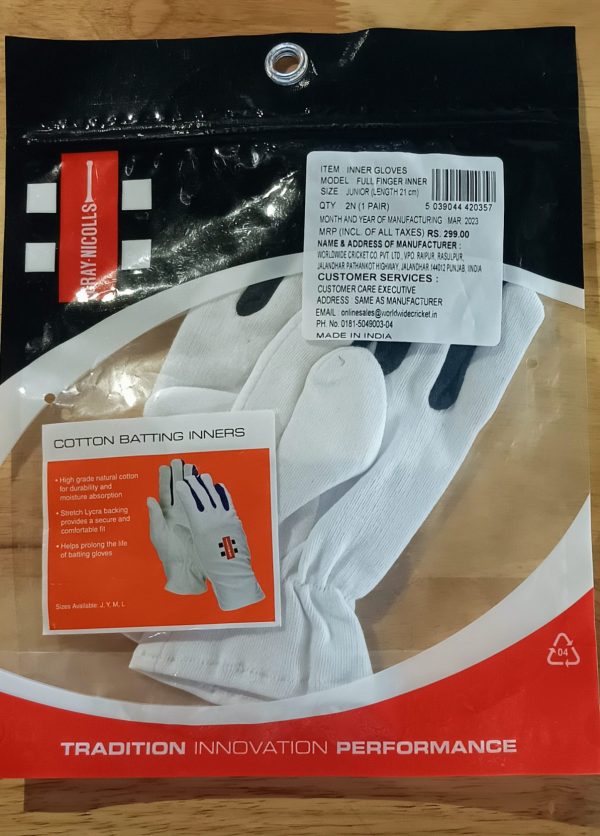 GRAY-NICOLLS
ITEM INNER GLOVES
MODEL FULL FINGER INNER
SIZE JUNIOR (LENGTH 21 cm)
QTY 2N (1 PAIR)
5 039044 420357
MONTH AND YEAR OF MANUFACTURING MAR. 2023
MRP (INCL. OF ALL TAXES) RS. 299.00
NAME & ADDRESS OF MANUFACTURER :
WORLDWIDE CRICKET CO. PVT. LTD., VPO. RAIPUR, RASULPUR,
JALANDHAR PATHANKOT HIGHWAY, JALANDHAR.144012 PUNJAB, INDIA
CUSTOMER SERVICES :
CUSTOMER CARE EXECUTIVE
ADDRESS SAME AS MANUFACTURER
EMAIL onlinesales@worldwidecricket.in
PH. No. 0181-5049003-04
MADE IN INDIA
COTTON BATTING INNERS
• High grade natural cotton
for durability and
moisture absorption
• Stretch Lycra backing
provides a secure and
comfortable fit
• Helps prolong the life
of batting gloves
Sizes Available: J, Y, M, L
04
TRADITION INNOVATION PERFORMANCE